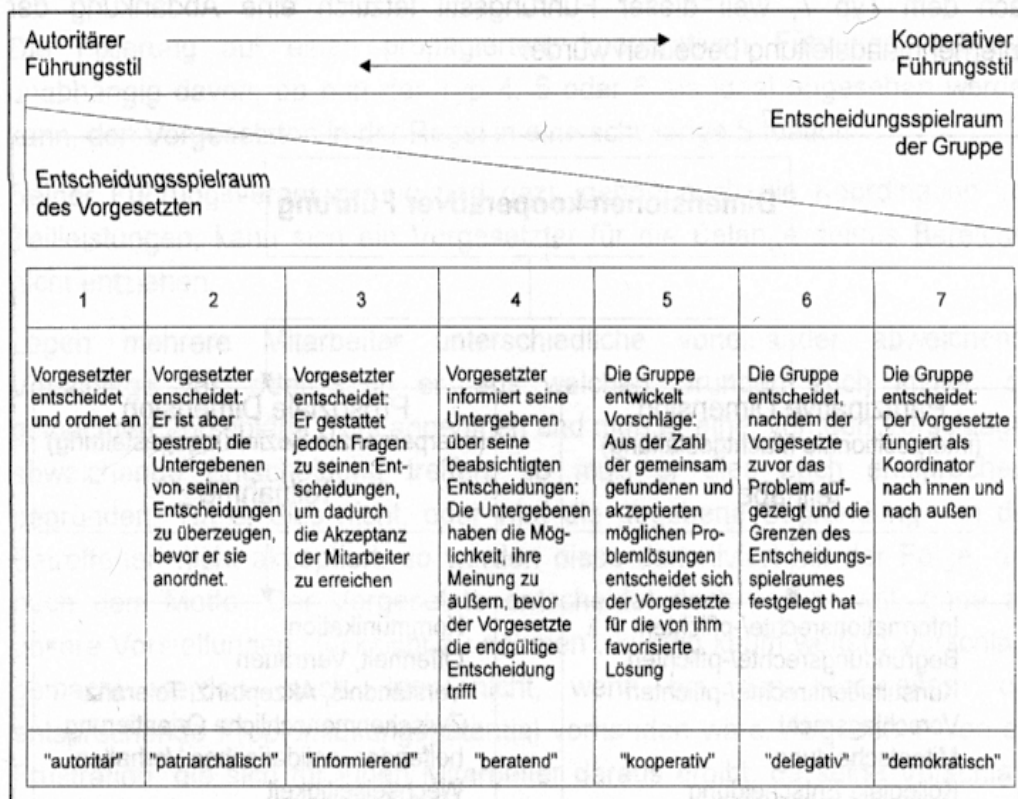 Autoritärer
Führungsstil
Kooperativer
Führungsstil
Entscheidungsspielraum
der Gruppe
Entscheidungsspielraum
des Vorgesetzten
1 2 3 4 5 6 7
Vorgesetzter
entscheidet
und ordnet an
Vorgesetzter
enscheidet;
Er ist aber
bestrebt, die
Untergebenen
von seinen
Entscheidungen
zu überzeugen,
bevor er sie
anordnet.
Vorgesetzter
entscheidet;
Er gestattet
jedoch Fragen
zu seinen Ent-
scheidungen,
um dadurch
die Akzeptanz
der Mitarbeiter
zu erreichen
Vorgesetzter
informiert seine
Untergebenen
über seine
beabsichtigten
Entscheidungen
Die Untergebenen
haben die Mög-
lichkeit, ihre
Meinung zu
äußern, bevor
der Vorgesetzte
die endgültige
Entscheidung
trifft
Die Gruppe
entwickelt
Vorschläge:
Aus der Zahl
der gemeinsam
gefundenen und
akzeptierten
möglichen Pro-
blemlösungen
entscheidet sich
der Vorgesetzte
für die von ihm
favorisierte
Lösung
Die Gruppe
entscheidet,
nachdem der
Vorgesetzte
zuvor das
Problem auf-
gezeigt und die
Grenzen des
Entscheidungs-
spielraumes
festgelegt hat
Die Gruppe
entscheidet:
Der Vorgesetzte
fungiert als
Koordinator
nach innen und
nach außen
"autoritär" "patriarchalisch" "informierend" "beratend" "kooperativ" "delegativ" "demokratisch"